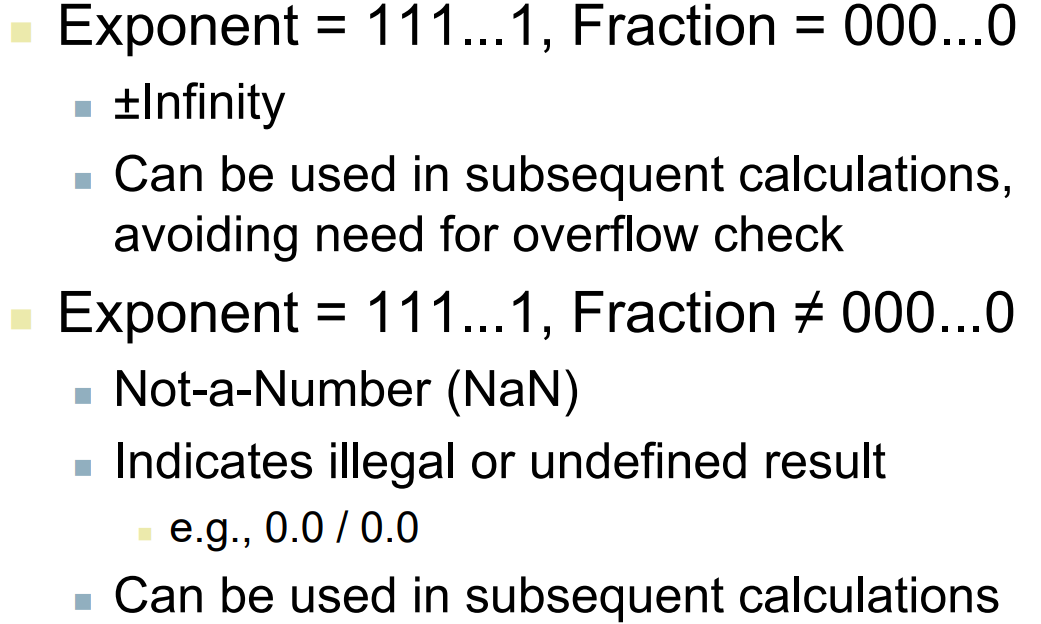 Exponent = 111...1, Fraction = 000...0
±Infinity
Can be used in subsequent calculations,
avoiding need for overflow check
Exponent = 111...1, Fraction ≠ 000...0
Not-a-Number (NaN)
Indicates illegal or undefined result
e.g., 0.0 / 0.0
Can be used in subsequent calculations